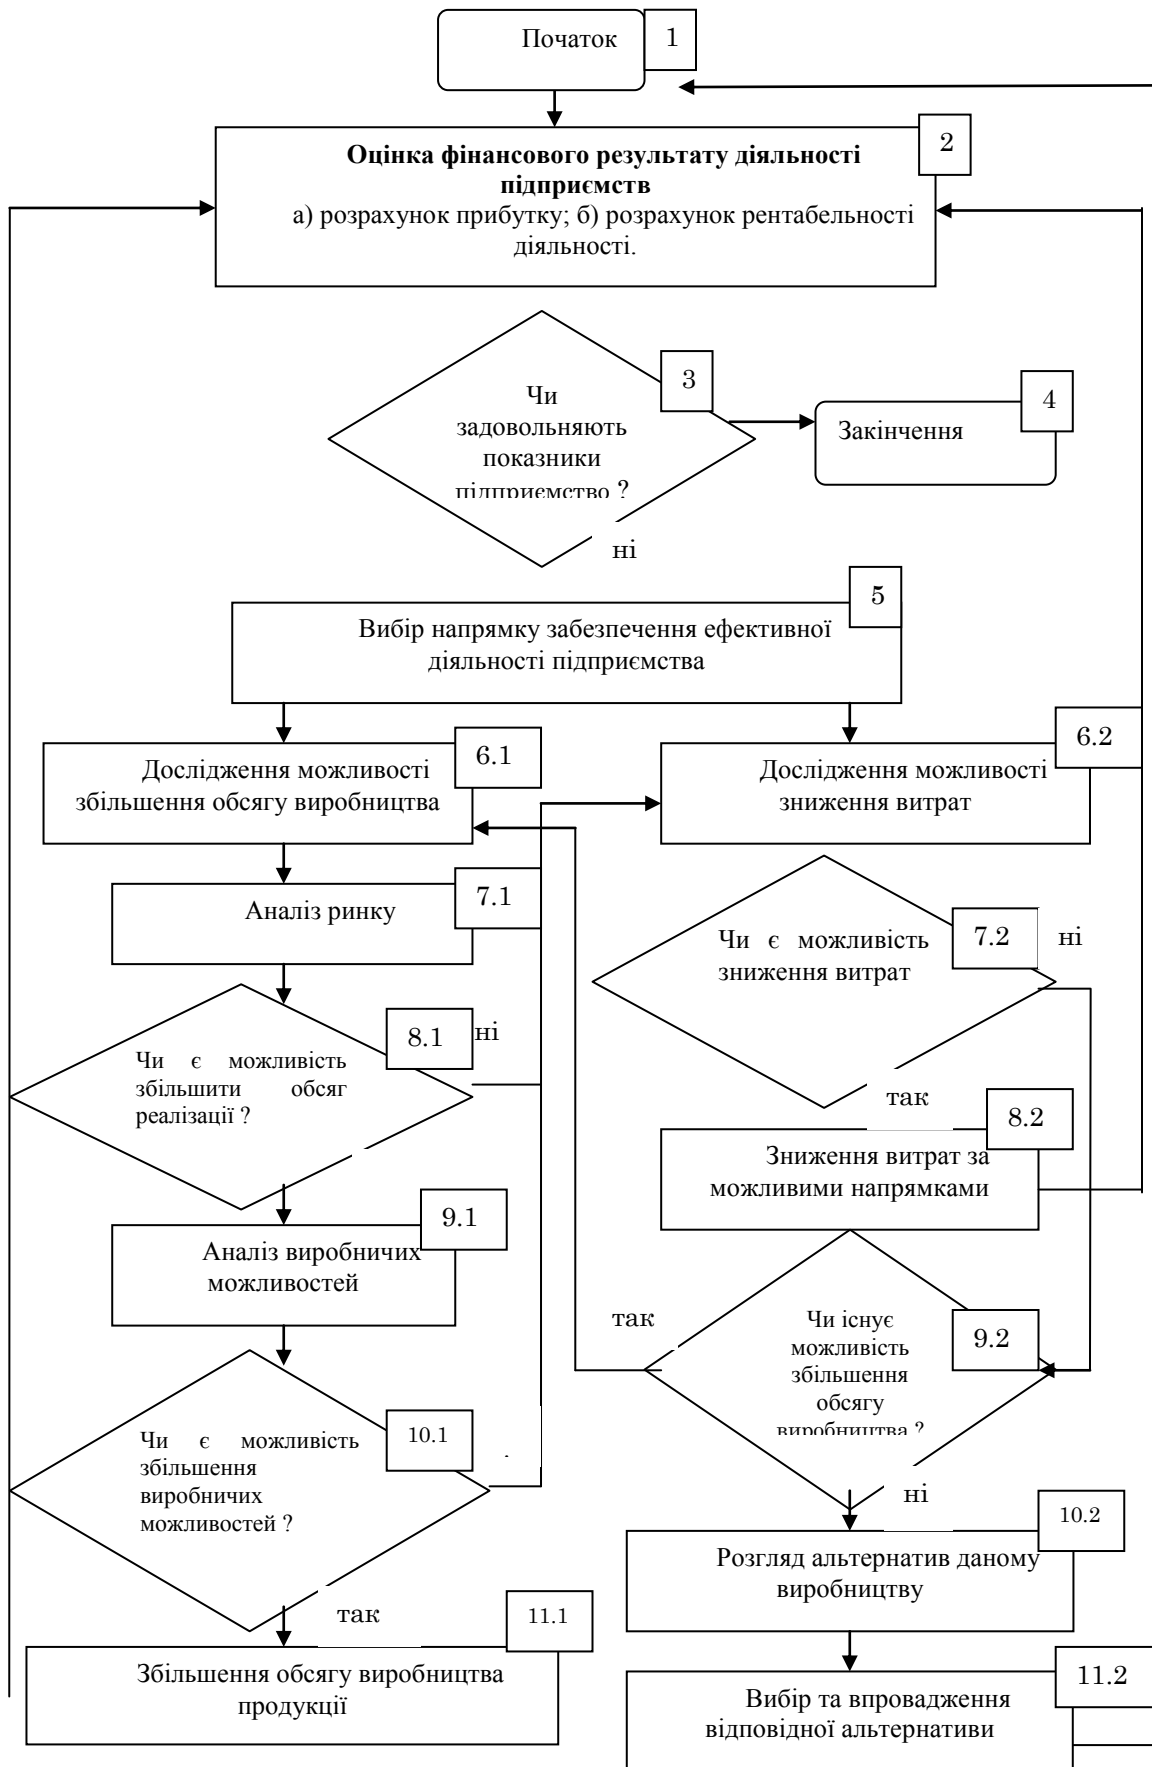 Початок
1
2
Оцінка фінансового результату діяльності
підприємств
а) розрахунок прибутку; б) розрахунок рентабельності
діяльності.
3
Чи
задовольняють
показники
підприємство ?
4
Закінчення
ні
5
Вибір напрямку забезпечення ефективної
діяльності підприємства
6.1
Дослідження можливості
збільшення обсягу виробництва
6.2
Дослідження можливості
зниження витрат
7.1
Аналіз ринку
7.2
ні
Чи є можливість
зниження витрат
8.1
ні
Чи є можливість
збільшити обсяг
реалізації ?
так
8.2
Зниження витрат за
можливими напрямками
9.1
Аналіз виробничих
можливостей
так
9.2
Чи існує
можливість
збільшення
обсягу
виробництва ?
10.1
Чи є можливість
збільшення
виробничих
можливостей ?
ні
10.2
Розгляд альтернатив даному
виробництву
так
11.1
Збільшення обсягу виробництва
продукції
11.2
Вибір та впровадження
відповідної альтернативи